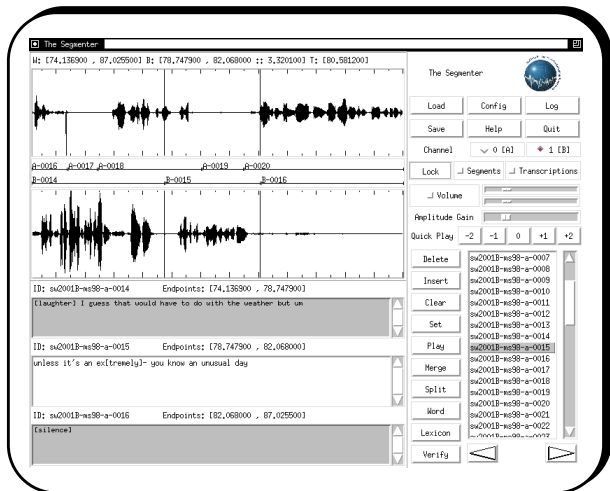 The Segmenter
W: [74.136900 , 87.025500] B: [78.747900 , 82.068000 :: 3.320100] T: [80.581200]
A-0016 A-0017 A-0018 A-0019 A-0020
B-0014 B-0015 B-0016
ID: sw2001B-ms98-a-0014 Endpoints: [74.136900 , 78.747900]
[laughter] I guess that would have to do with the weather but um
ID: sw2001B-ms98-a-0015 Endpoints: [78.747900 , 82.068000]
unless it's an ex[tremely]- you know an unusual day
ID: sw2001B-ms98-a-0016 Endpoints: [82.068000 , 87.025500]
[silence]
The Segmenter
Load Config Log
Save Help Quit
Channel 0 [A] 1 [B]
Lock Segments Transcriptions
Volume
Amplitude Gain
Quick Play -2 -1 0 +1 +2
Delete
Insert
Clear
Set
Play
Merge
Split
Word
Lexicon
Verify
sw2001B-ms98-a-0007
sw2001B-ms98-a-0008
sw2001B-ms98-a-0009
sw2001B-ms98-a-0010
sw2001B-ms98-a-0011
sw2001B-ms98-a-0012
sw2001B-ms98-a-0013
sw2001B-ms98-a-0014
sw2001B-ms98-a-0015
sw2001B-ms98-a-0016
sw2001B-ms98-a-0017
sw2001B-ms98-a-0018
sw2001B-ms98-a-0019
sw2001B-ms98-a-0020
sw2001B-ms98-a-0021
sw2001B-ms98-a-0022